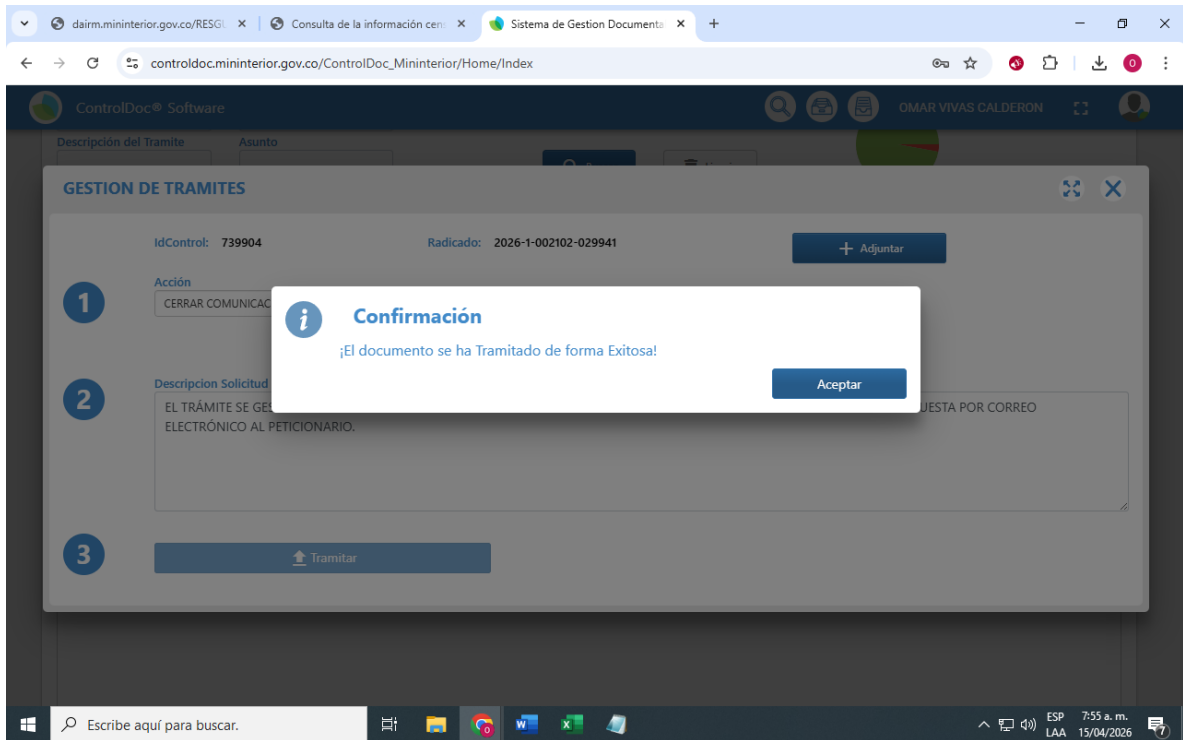 dairm.mininterior.gov.co/RESGU
Consulta de la información cen
Sistema de Gestion Documenta
controldoc.mininterior.gov.co/ControlDoc_Mininterior/Home/Index
O
ControlDoc® Software
OMAR VIVAS CALDERON
Descripción del Tramite Asunto
GESTION DE TRAMITES
IdControl: 739904 Radicado: 2026-1-002102-029941
+ Adjuntar
1
Acción
CERRAR COMUNICAC
i
Confirmación
¡El documento se ha Tramitado de forma Exitosa!
Aceptar
2
Descripcion Solicitud
EL TRÁMITE SE GES
UESTA POR CORREO
ELECTRÓNICO AL PETICIONARIO.
3
Tramitar
Escribe aquí para buscar.
ESP 7:55 a. m.
LAA 15/04/2026
7